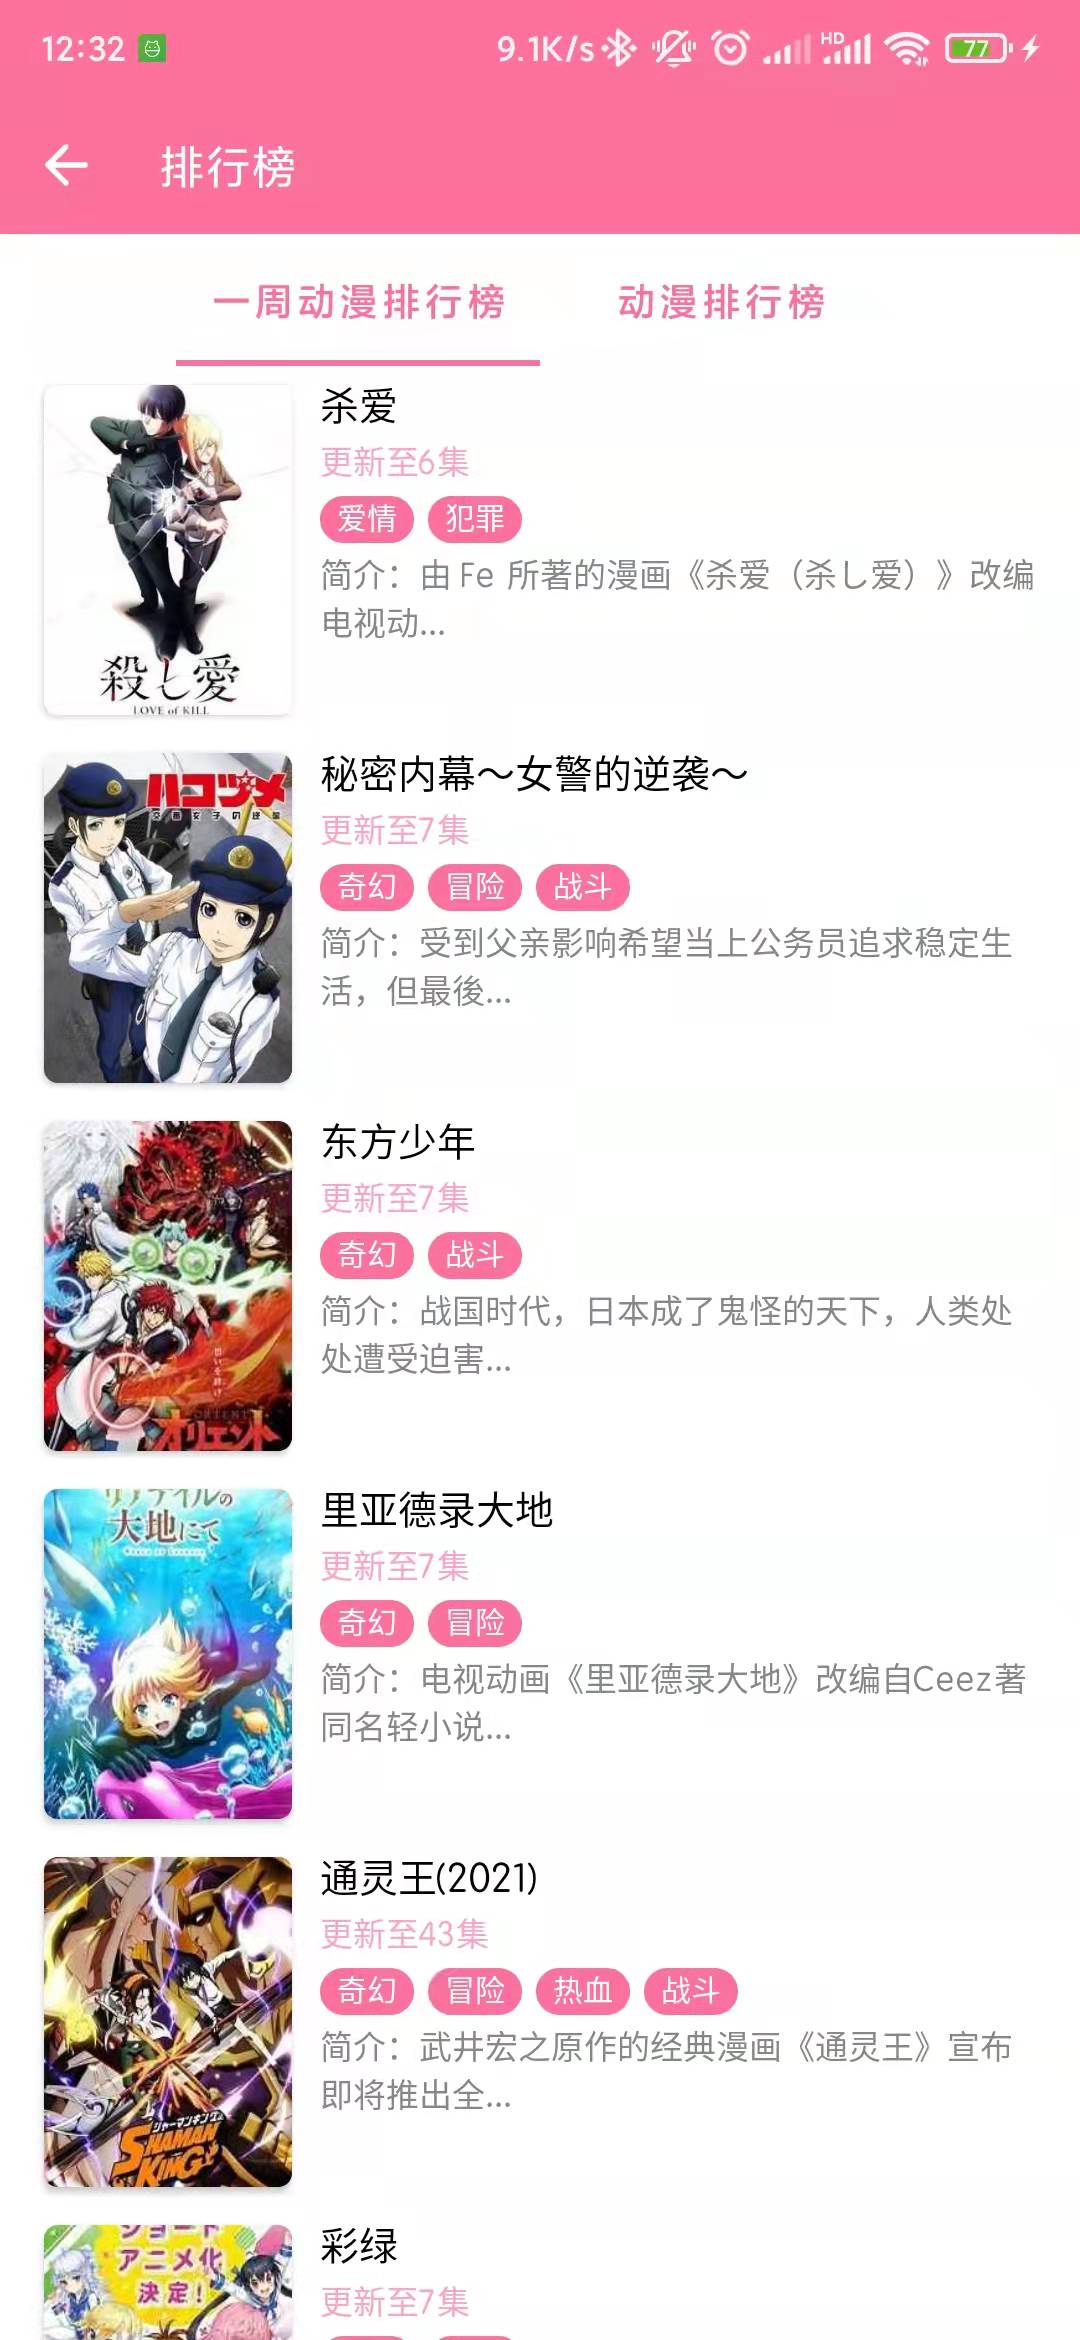 12:32
9.1K/s
HD
77
排行榜
一周动漫排行榜
动漫排行榜
杀爱
更新至6集
爱情 犯罪
简介：由 Fe 所著的漫画《杀爱（杀し爱）》改编
电视动...
殺し愛
LOVE of KILL
秘密内幕～女警的逆袭～
更新至7集
奇幻 冒险 战斗
简介：受到父亲影响希望当上公务员追求稳定生
活，但最後...
ハコヅメ
东方少年
更新至7集
奇幻 战斗
简介：战国时代，日本成了鬼怪的天下，人类处
处遭受迫害...
オリエント
里亚德录大地
更新至7集
奇幻 冒险
简介：电视动画《里亚德录大地》改编自Ceez著
同名轻小说...
大地にて
通灵王(2021)
更新至43集
奇幻 冒险 热血 战斗
简介：武井宏之原作的经典漫画《通灵王》宣布
即将推出全...
シャーマンキング
SHAMAN
KING
彩绿
更新至7集
ショート
アニメ化
決定！